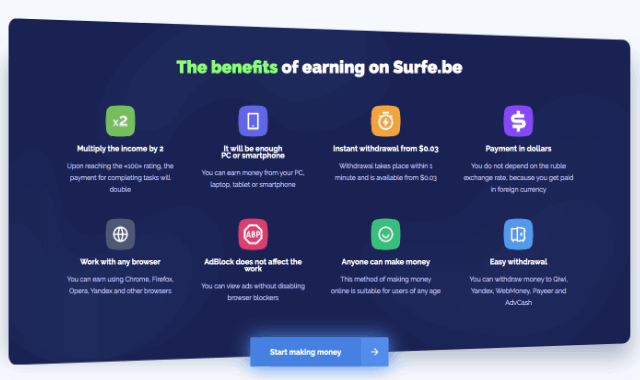 The benefits of earning on Surfe.be
x2
Multiply the income by 2
Upon reaching the «100» rating, the
payment for completing tasks will
double
It will be enough
PC or smartphone
You can earn money from your PC,
laptop, tablet or smartphone
Instant withdrawal from $0.03
Withdrawal takes place within 1
minute and is available from $0.03
$
Payment in dollars
You do not depend on the ruble
exchange rate, because you get paid
in foreign currency
Work with any browser
You can earn using Chrome, Firefox,
Opera, Yandex and other browsers
ABP
AdBlock does not affect the
work
You can view ads without disabling
browser blockers
Anyone can make money
This method of making money
online is suitable for users of any age
Easy withdrawal
You can withdraw money to Qiwi,
Yandex, WebMoney, Payeer and
AdvCash
Start making money